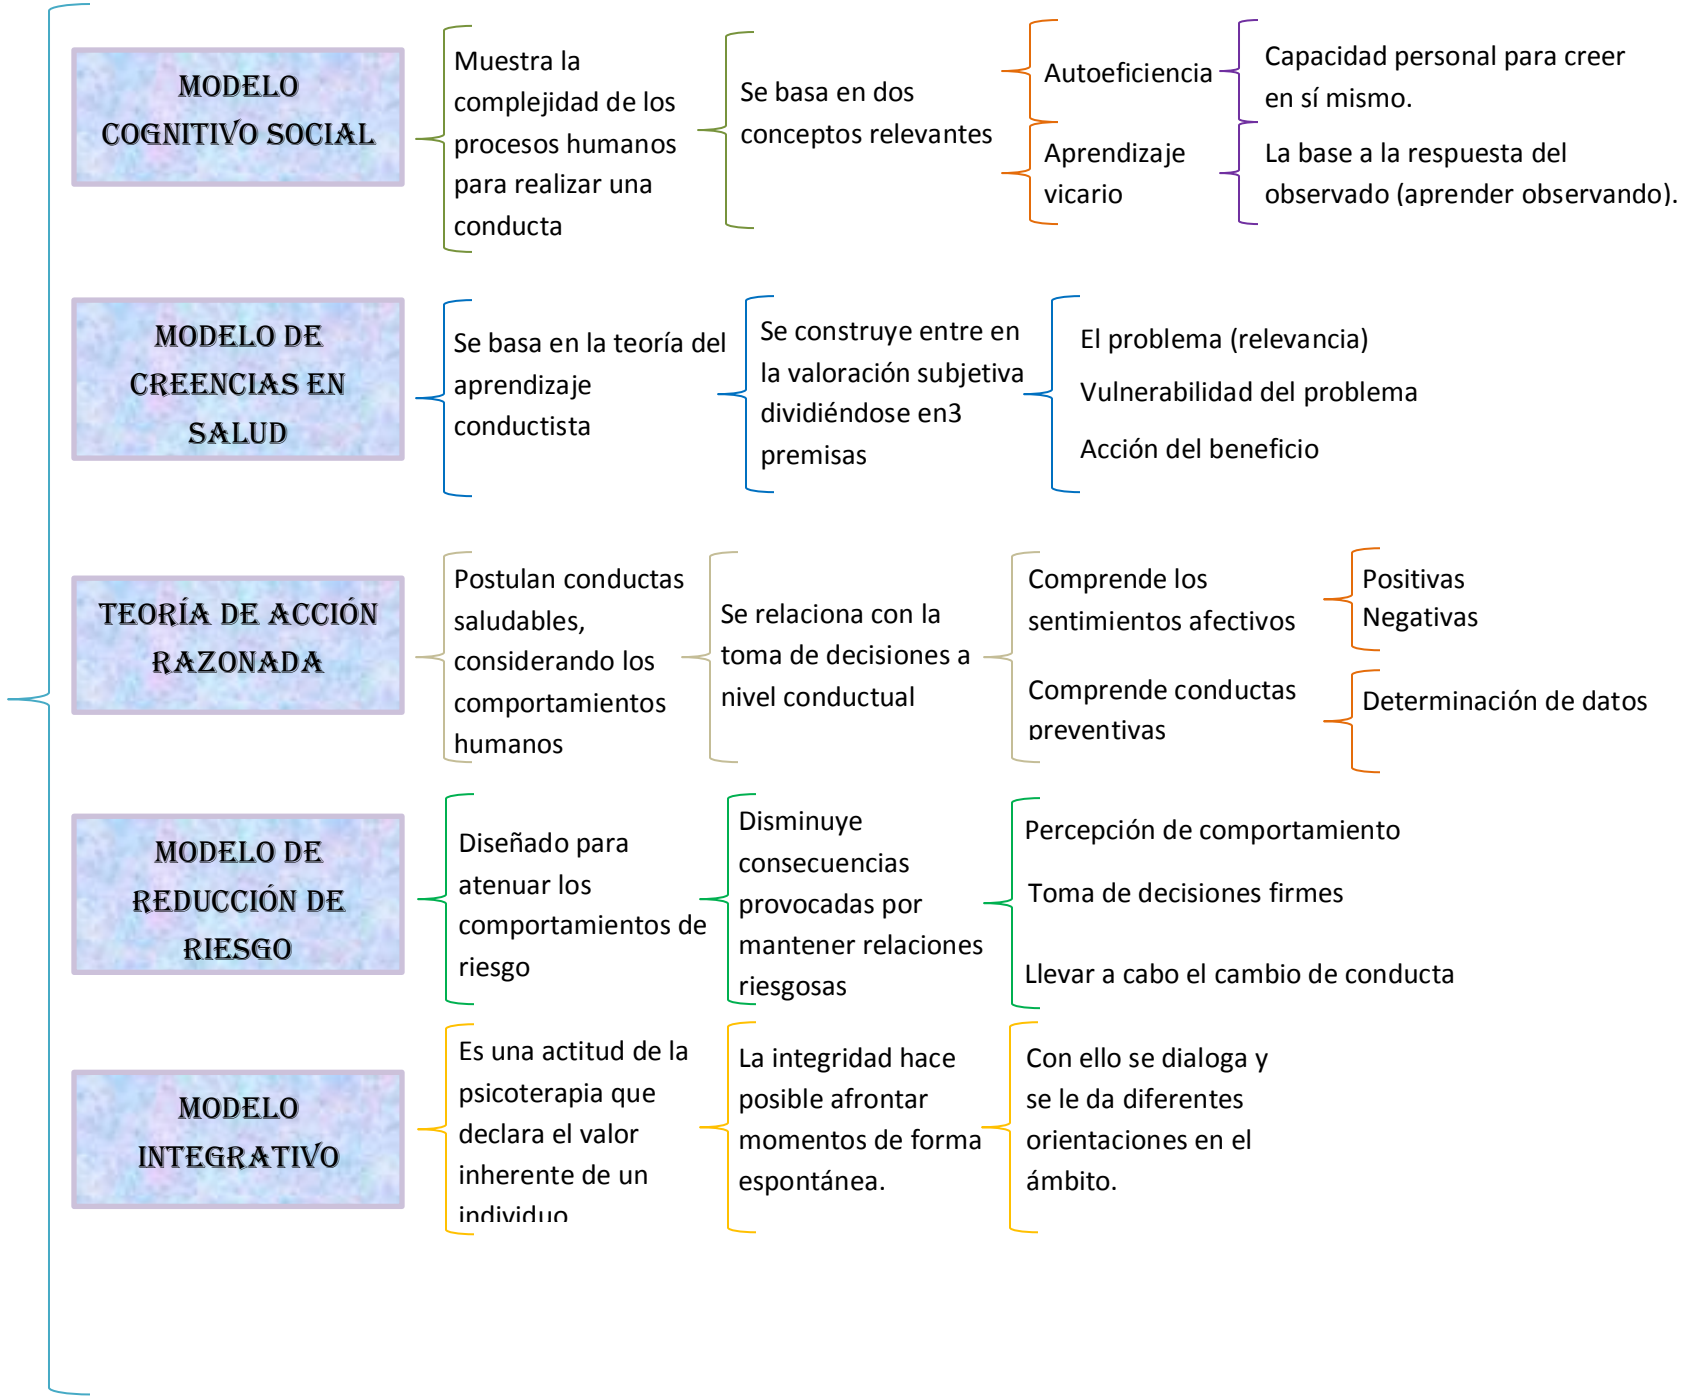 MODELO
COGNITIVO SOCIAL
Muestra la
complejidad de los
procesos humanos
para realizar una
conducta
Se basa en dos
conceptos relevantes
Autoeficiencia
Capacidad personal para creer
en sí mismo.
Aprendizaje
vicario
La base a la respuesta del
observado (aprender observando).
MODELO DE
CREENCIAS EN
SALUD
Se basa en la teoría del
aprendizaje
conductista
Se construye entre en
la valoración subjetiva
dividiéndose en3
premisas
El problema (relevancia)
Vulnerabilidad del problema
Acción del beneficio
TEORÍA DE ACCIÓN
RAZONADA
Postulan conductas
saludables,
considerando los
comportamientos
humanos
Se relaciona con la
toma de decisiones a
nivel conductual
Comprende los
sentimientos afectivos
Positivas
Negativas
Comprende conductas
preventivas
Determinación de datos
MODELO DE
REDUCCIÓN DE
RIESGO
Diseñado para
atenuar los
comportamientos de
riesgo
Disminuye
consecuencias
provocadas por
mantener relaciones
riesgosas
Percepción de comportamiento
Toma de decisiones firmes
Llevar a cabo el cambio de conducta
MODELO
INTEGRATIVO
Es una actitud de la
psicoterapia que
declara el valor
inherente de un
individuo
La integridad hace
posible afrontar
momentos de forma
espontánea.
Con ello se dialoga y
se le da diferentes
orientaciones en el
ámbito.